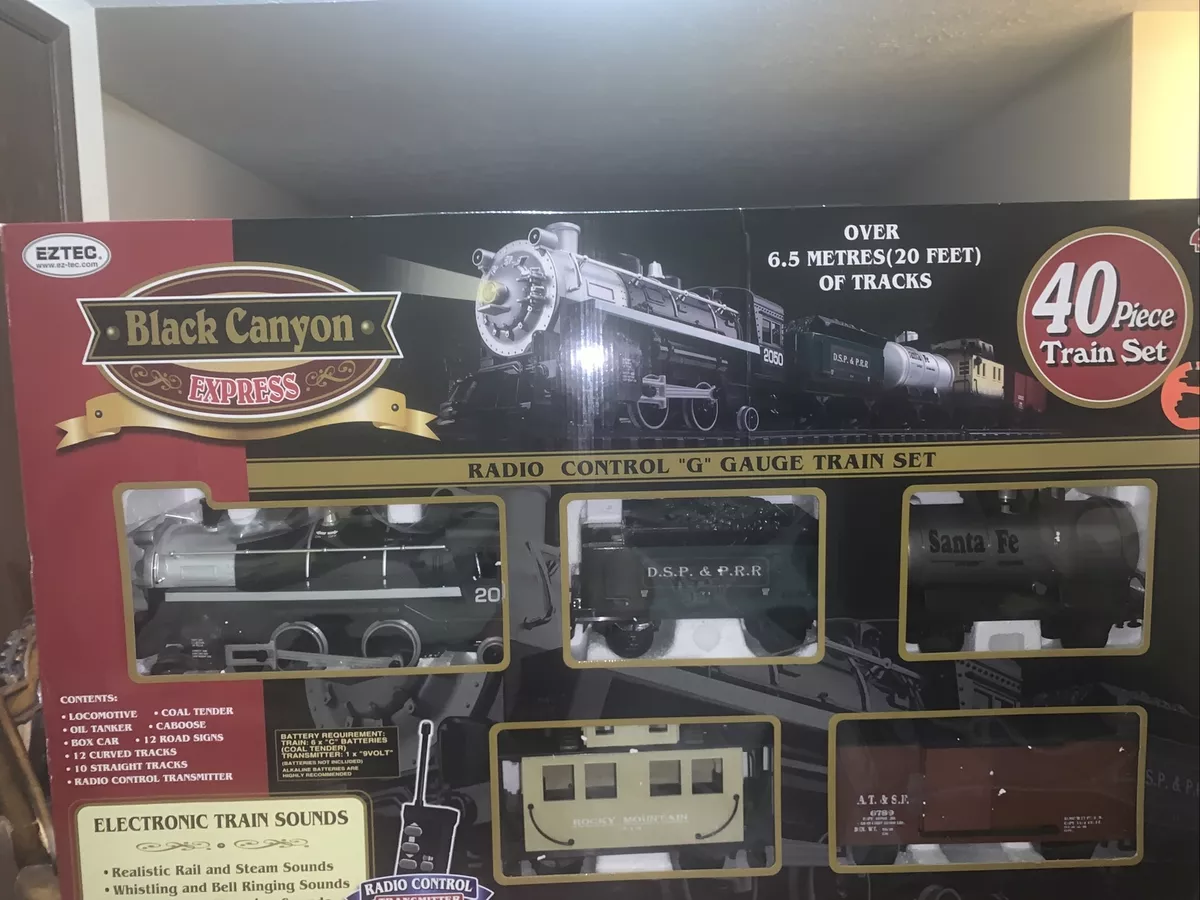 EZTEC
www.ez-tec.com
Black Canyon
EXPRESS
OVER
6.5 METRES(20 FEET)
OF TRACKS
40 Piece
Train Set
2050
D.S.P. & P.R.R
Santa Fe
RADIO CONTROL "G" GAUGE TRAIN SET
20
D.S.P. & P.R.R
Santa Fe
CONTENTS:
• LOCOMOTIVE • COAL TENDER
• OIL TANKER • CABOOSE
• BOX CAR • 12 ROAD SIGNS
• 12 CURVED TRACKS
• 10 STRAIGHT TRACKS
• RADIO CONTROL TRANSMITTER
BATTERY REQUIREMENT:
TRAIN: 6 x "C" BATTERIES
(COAL TENDER)
TRANSMITTER: 1 x "9VOLT"
(BATTERIES NOT INCLUDED)
ALKALINE BATTERIES ARE
HIGHLY RECOMMENDED
ROCKY MOUNTAIN
A.T. & S.F.
6789
ELECTRONIC TRAIN SOUNDS
• Realistic Rail and Steam Sounds
• Whistling and Bell Ringing Sounds
RADIO CONTROL
TRANSMITTER